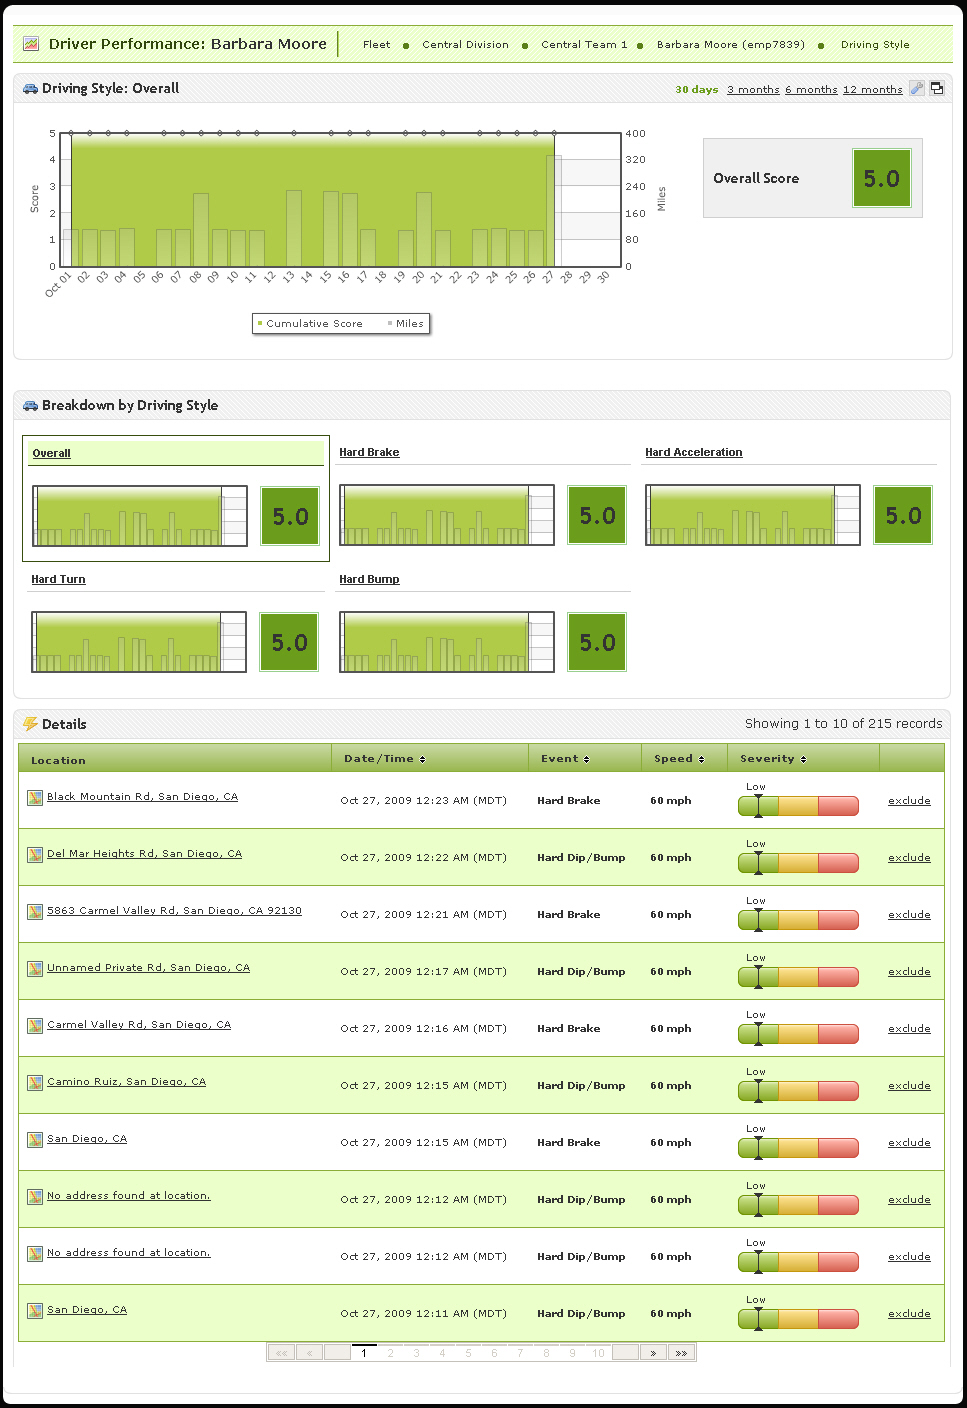 Driver Performance: Barbara Moore
Fleet ● Central Division ● Central Team 1 ● Barbara Moore (emp7839) ● Driving Style
Driving Style: Overall
30 days 3 months 6 months 12 months
5 4 3 2 1 0
Score
400 320 240 160 80 0
Miles
Oct 01 02 03 04 05 06 07 08 09 10 11 12 13 14 15 16 17 18 19 20 21 22 23 24 25 26 27 28 29 30
Cumulative Score Miles
Overall Score 5.0
Breakdown by Driving Style
Overall
5.0
Hard Brake
5.0
Hard Acceleration
5.0
Hard Turn
5.0
Hard Bump
5.0
Details
Showing 1 to 10 of 215 records
Location Date/Time Event Speed Severity
Low
Black Mountain Rd, San Diego, CA Oct 27, 2009 12:23 AM (MDT) Hard Brake 60 mph exclude
Low
Del Mar Heights Rd, San Diego, CA Oct 27, 2009 12:22 AM (MDT) Hard Dip/Bump 60 mph exclude
Low
5863 Carmel Valley Rd, San Diego, CA 92130 Oct 27, 2009 12:21 AM (MDT) Hard Brake 60 mph exclude
Low
Unnamed Private Rd, San Diego, CA Oct 27, 2009 12:17 AM (MDT) Hard Dip/Bump 60 mph exclude
Low
Carmel Valley Rd, San Diego, CA Oct 27, 2009 12:16 AM (MDT) Hard Brake 60 mph exclude
Low
Camino Ruiz, San Diego, CA Oct 27, 2009 12:15 AM (MDT) Hard Dip/Bump 60 mph exclude
Low
San Diego, CA Oct 27, 2009 12:15 AM (MDT) Hard Brake 60 mph exclude
Low
No address found at location. Oct 27, 2009 12:12 AM (MDT) Hard Dip/Bump 60 mph exclude
Low
No address found at location. Oct 27, 2009 12:12 AM (MDT) Hard Dip/Bump 60 mph exclude
Low
San Diego, CA Oct 27, 2009 12:11 AM (MDT) Hard Dip/Bump 60 mph exclude
«« « 1 2 3 4 5 6 7 8 9 10 » »»